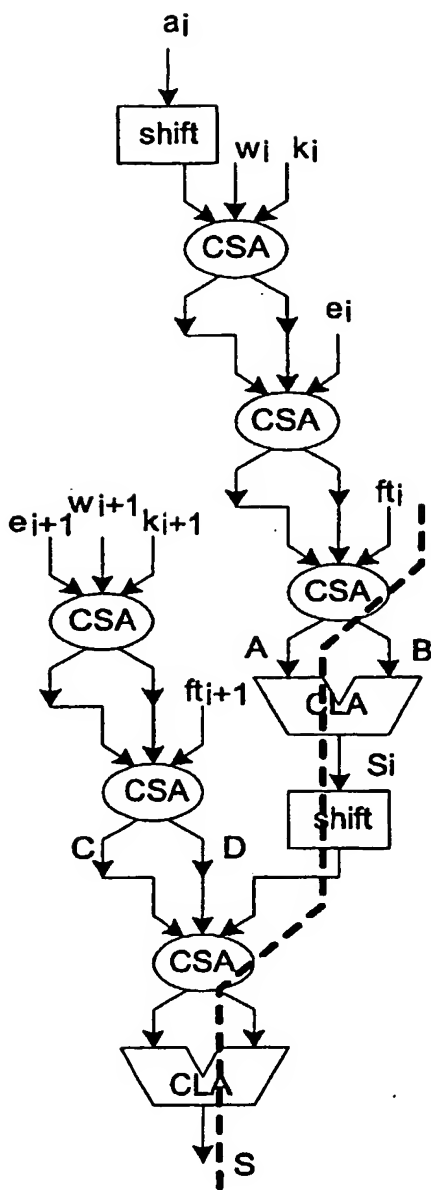 ai
shift
wi ki
CSA
ei
CSA
ei+1 wi+1 ki+1
fti
CSA
CSA
A B
CLA
fti+1
Si
CSA
shift
C D
CSA
CLA
S